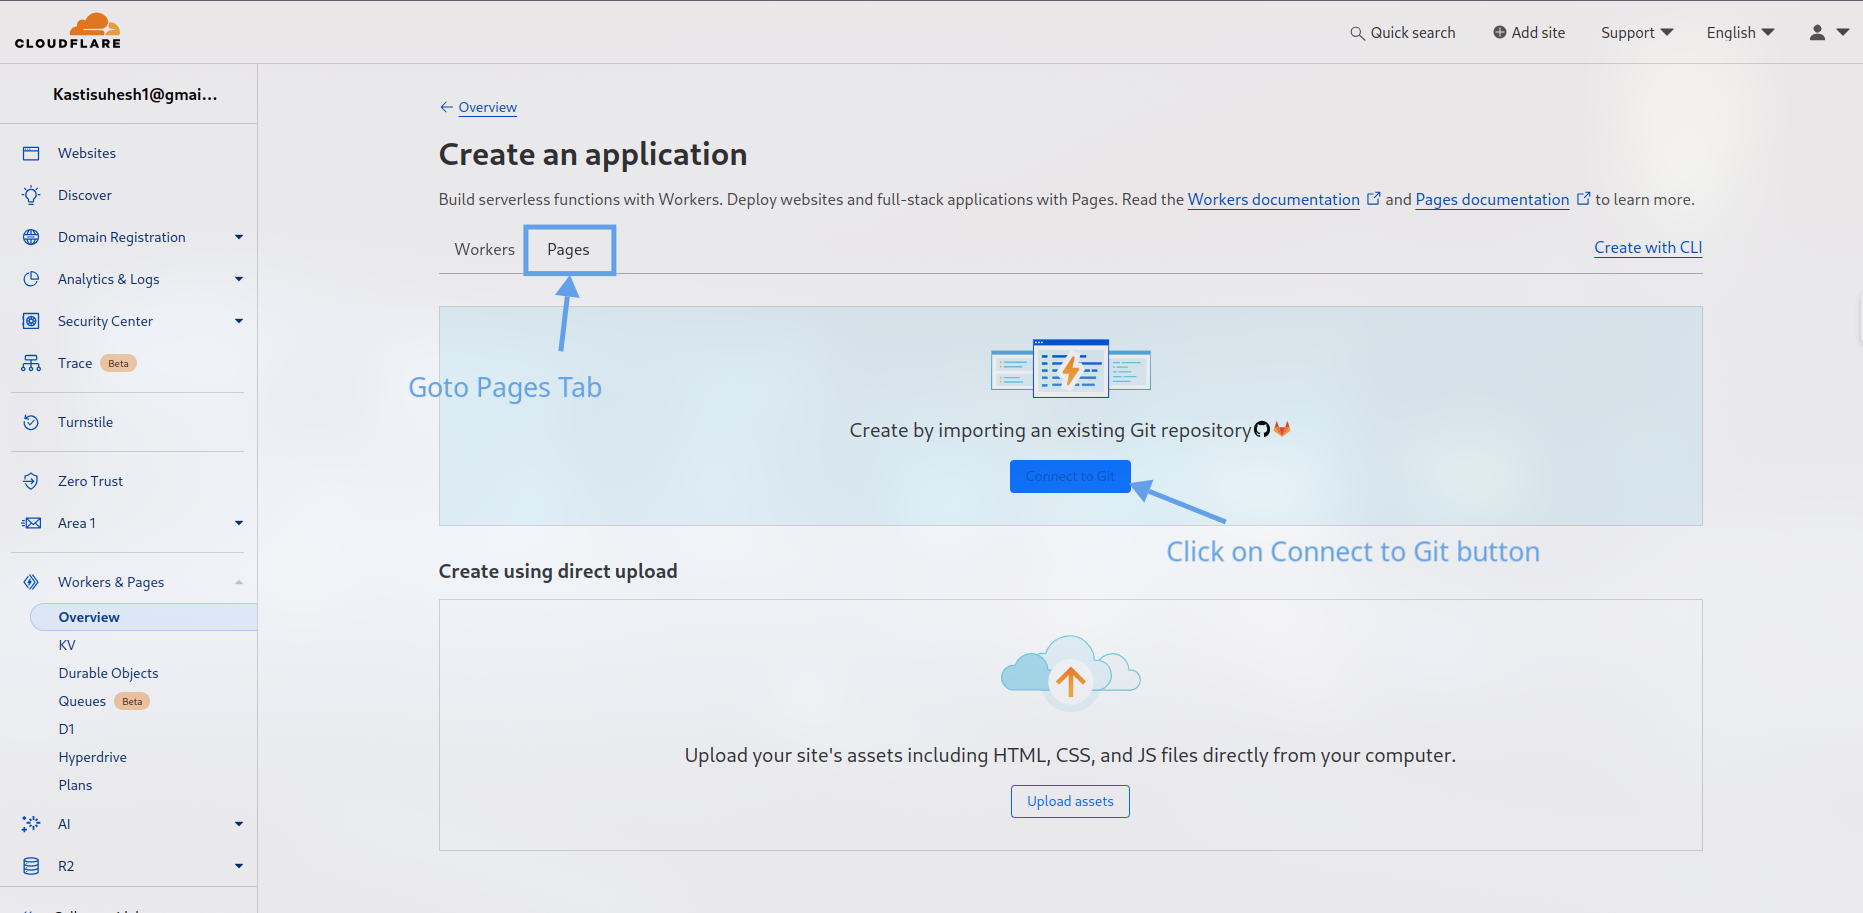 CLOUDFLARE
Quick search
Add site
Support
English
Kastisuhesh1@gmai...
Websites
Discover
Domain Registration
Analytics & Logs
Security Center
Trace Beta
Turnstile
Zero Trust
Area 1
Workers & Pages
Overview
KV
Durable Objects
Queues Beta
D1
Hyperdrive
Plans
AI
R2
← Overview
Create an application
Build serverless functions with Workers. Deploy websites and full-stack applications with Pages. Read the Workers documentation and Pages documentation to learn more.
Workers Pages
Create with CLI
Goto Pages Tab
Create by importing an existing Git repository
Connect to Git
Click on Connect to Git button
Create using direct upload
Upload your site's assets including HTML, CSS, and JS files directly from your computer.
Upload assets